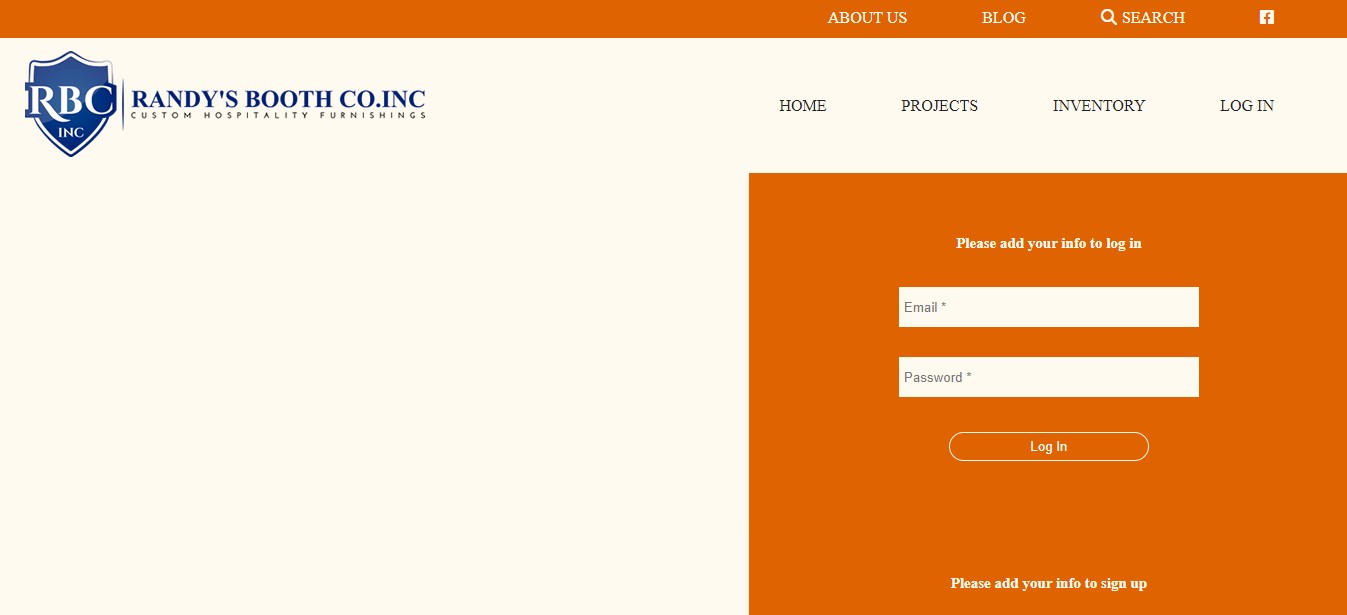 ABOUT US BLOG SEARCH
RBC
INC
RANDY'S BOOTH CO.INC
CUSTOM HOSPITALITY FURNISHINGS
HOME PROJECTS INVENTORY LOG IN
Please add your info to log in
Email *
Password *
Log In
Please add your info to sign up